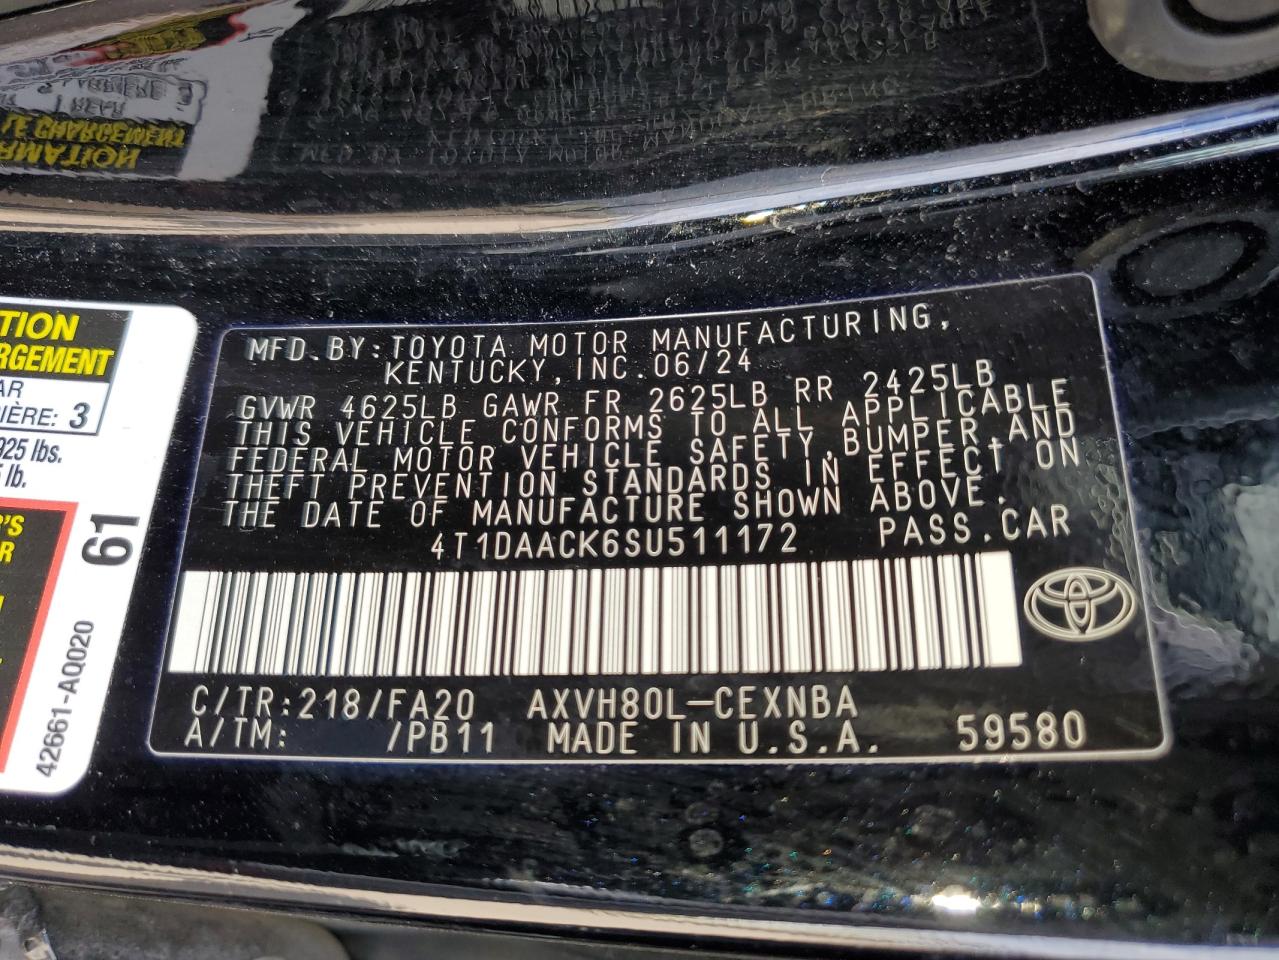 MFD.BY:TOYOTA MOTOR MANUFACTURING,
KENTUCKY,INC.06/24
GVWR 4625LB GAWR FR 2625LB RR 2425LB
THIS VEHICLE CONFORMS TO ALL APPLICABLE
FEDERAL MOTOR VEHICLE SAFETY,BUMPER,AND
THEFT PREVENTION STANDARDS IN EFFECT ON
THE DATE OF MANUFACTURE SHOWN ABOVE.
4T1DAACK6SU511172 PASS.CAR
C/TR:218/FA20 AXVH80L-CEXNBA
A/TM: /PB11 MADE IN U.S.A. 59580
TION
RGEMENT
AR
IÈRE: 3
925 lbs.
lb.
'S
R
61
42661-AQ020